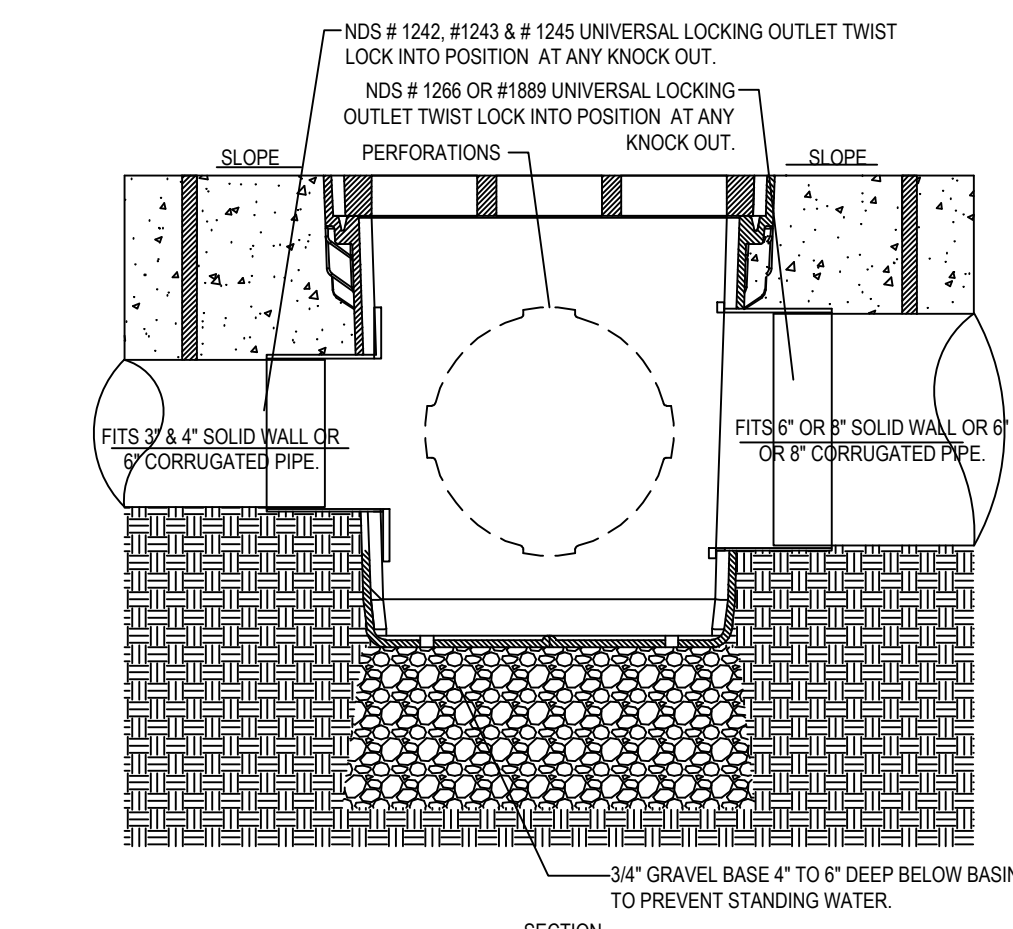 NDS # 1242, #1243 & # 1245 UNIVERSAL LOCKING OUTLET TWIST
LOCK INTO POSITION AT ANY KNOCK OUT.
NDS # 1266 OR #1889 UNIVERSAL LOCKING
OUTLET TWIST LOCK INTO POSITION AT ANY
KNOCK OUT.
SLOPE
PERFORATIONS
SLOPE
FITS 3" & 4" SOLID WALL OR
6" CORRUGATED PIPE.
FITS 6" OR 8" SOLID WALL OR 6"
OR 8" CORRUGATED PIPE.
3/4" GRAVEL BASE 4" TO 6" DEEP BELOW BASIN
TO PREVENT STANDING WATER.
SECTION